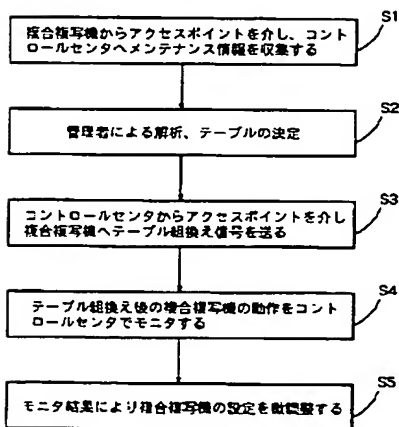 S1
複合複写機からアクセスポイントを介し、コント
ロールセンタへメンテナンス情報を収集する
S2
管理者による解析、テーブルの決定
S3
コントロールセンタからアクセスポイントを介し
複合複写機へテーブル組換え信号を送る
S4
テーブル組換え後の複合複写機の動作をコント
ロールセンタでモニタする
S5
モニタ結果により複合複写機の設定を微調整する